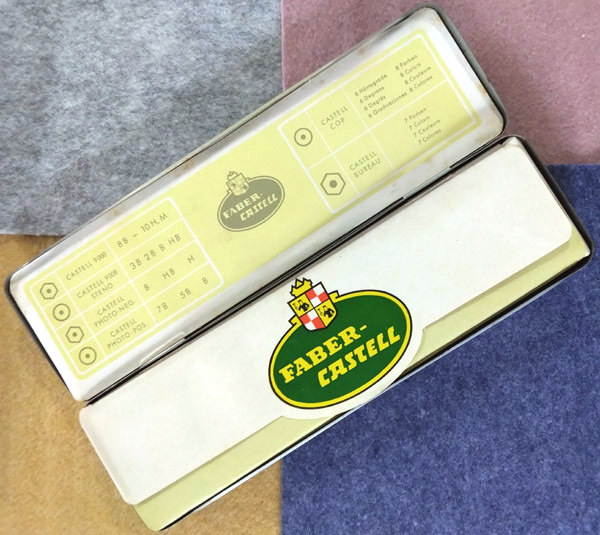 CASTELL 9000 8B – 10H, M
CASTELL 9008
STENO 3B 2B B HB
CASTELL
PHOTO-NEG. B HB H
CASTELL
PHOTO-POS. 7B 5B B
FABER-
CASTELL
CASTELL
COP
6 Härtegrade 8 Farben
6 Degrees 8 Colors
6 Degrés 8 Couleurs
6 Graduaciones 8 Colores
CASTELL
BUREAU
7 Farben
7 Colors
7 Couleurs
7 Colores
FABER-
CASTELL